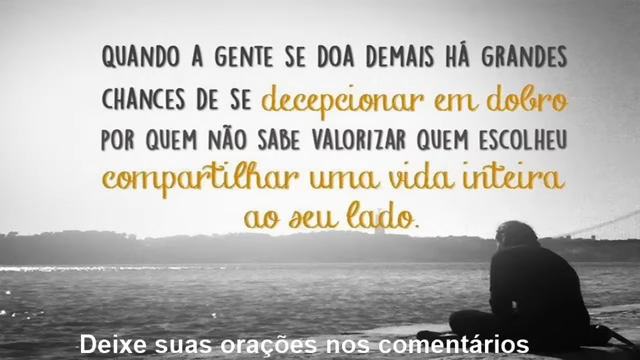 QUANDO A GENTE SE DOA DEMAIS HÁ GRANDES
CHANCES DE SE decepcionar em dobro
POR QUEM NÃO SABE VALORIZAR QUEM ESCOLHEU
compartilhar uma vida inteira
ao seu lado.
Deixe suas orações nos comentários